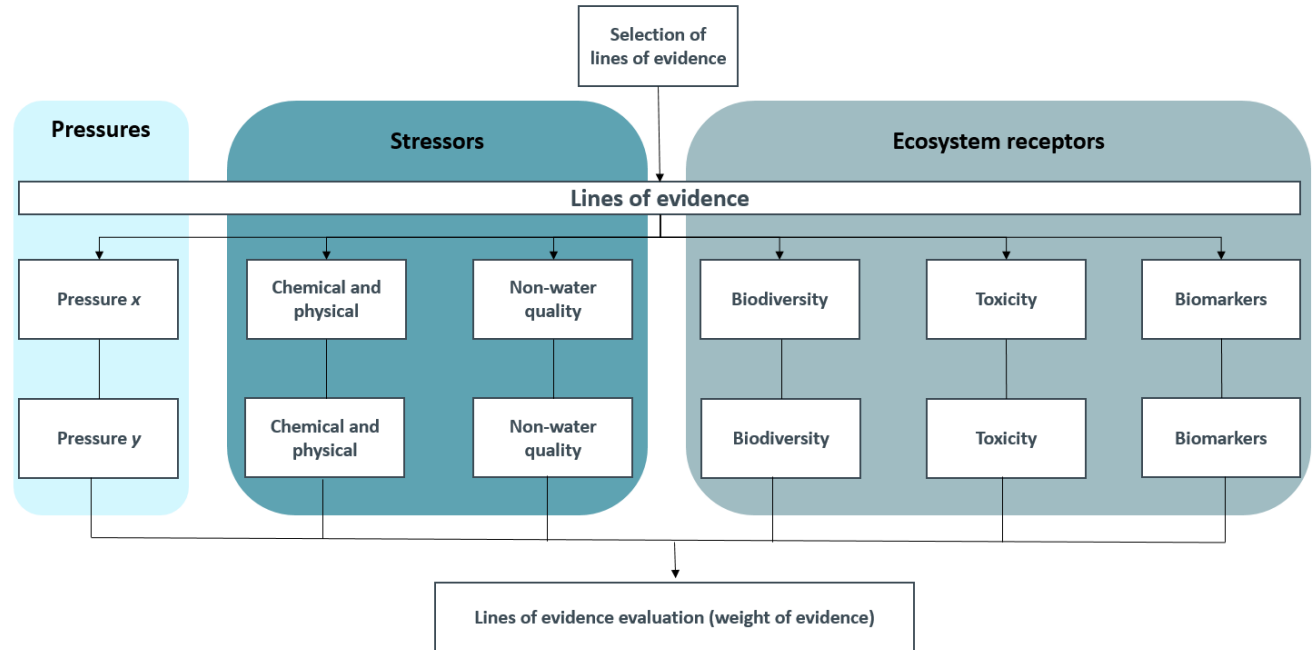 Selection of
lines of evidence
Pressures
Stressors
Ecosystem receptors
Lines of evidence
Pressure x
Chemical and
physical
Non-water
quality
Biodiversity
Toxicity
Biomarkers
Pressure y
Chemical and
physical
Non-water
quality
Biodiversity
Toxicity
Biomarkers
Lines of evidence evaluation (weight of evidence)